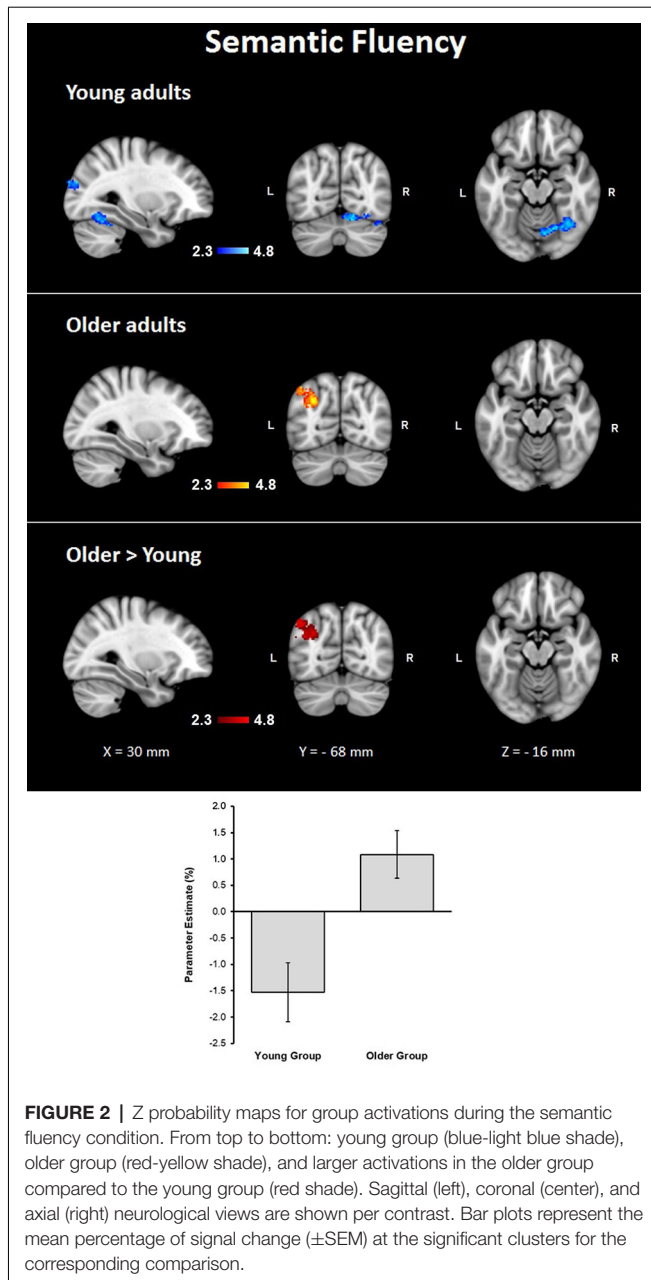 Semantic Fluency
Young adults
L
R
L
R
2.3
4.8
Older adults
L
R
L
R
2.3
4.8
Older > Young
L
R
L
R
2.3
4.8
X = 30 mm
Y = - 68 mm
Z = - 16 mm
2.0
1.5
1.0
0.5
0.0
-0.5
-1.0
-1.5
-2.0
-2.5
Parameter Estimate (%)
Young Group
Older Group
FIGURE 2 | Z probability maps for group activations during the semantic
fluency condition. From top to bottom: young group (blue-light blue shade),
older group (red-yellow shade), and larger activations in the older group
compared to the young group (red shade). Sagittal (left), coronal (center), and
axial (right) neurological views are shown per contrast. Bar plots represent the
mean percentage of signal change (±SEM) at the significant clusters for the
corresponding comparison.